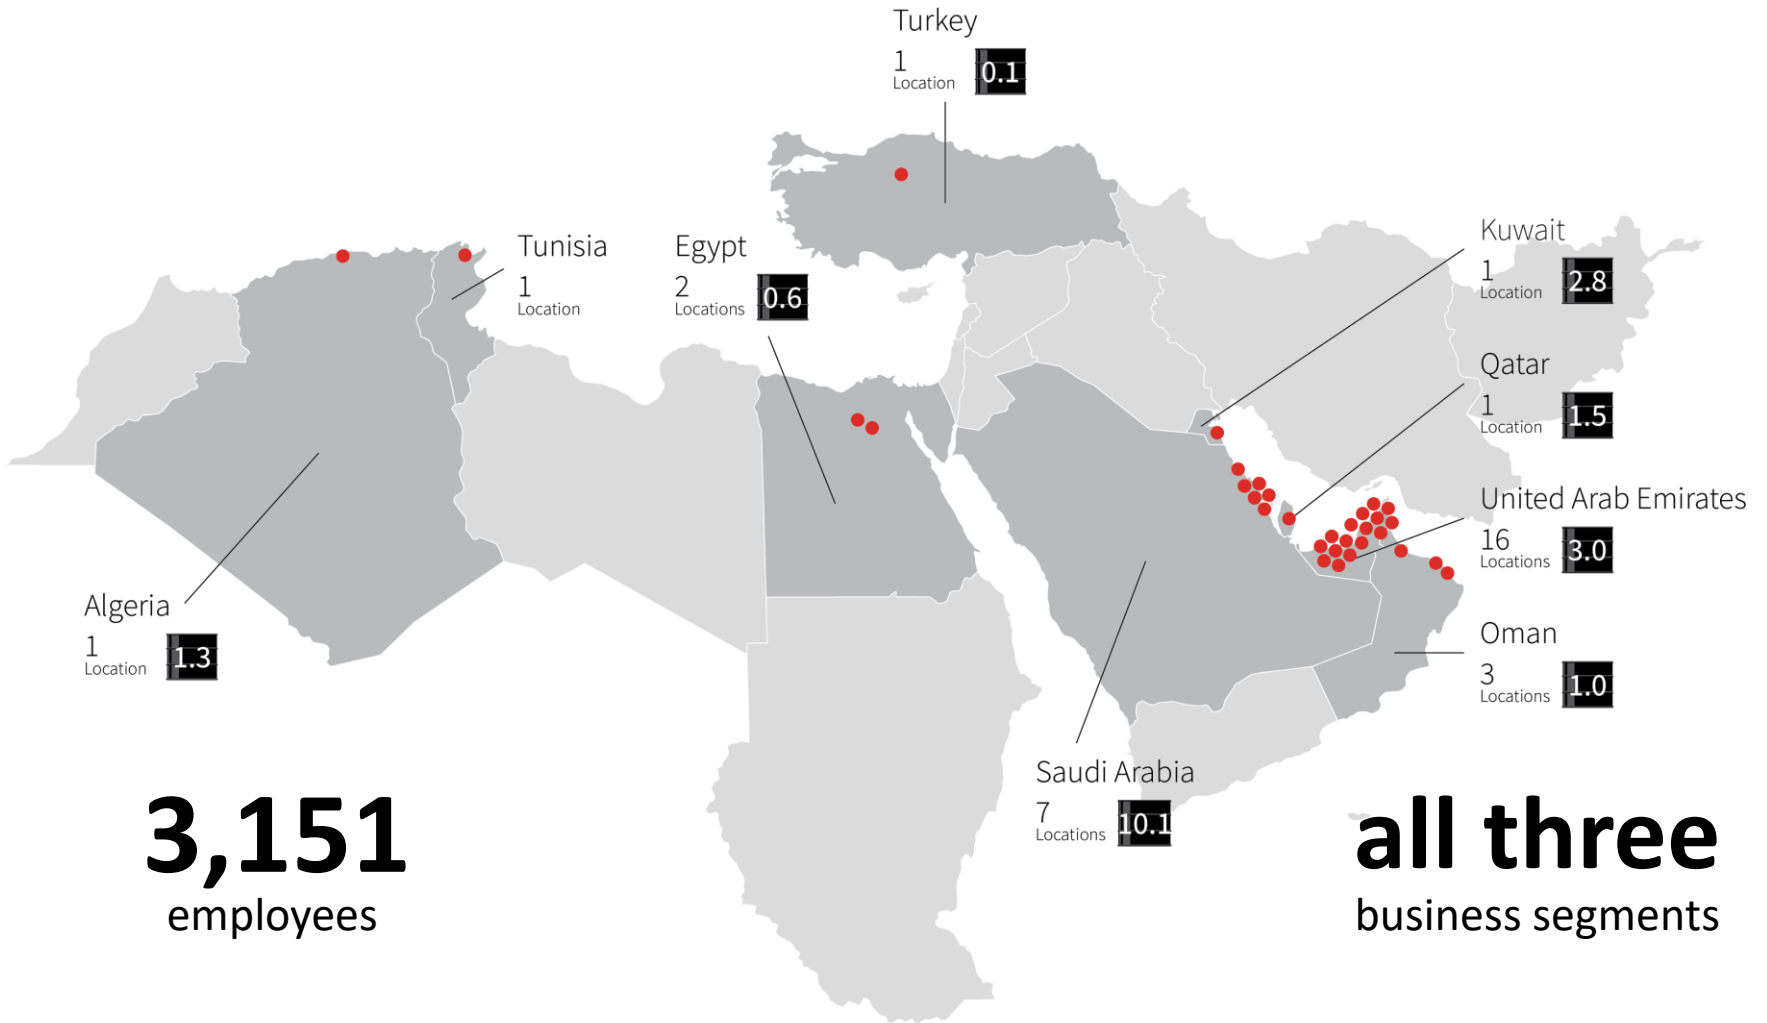 Turkey
1
Location
0.1
Tunisia
1
Location
Egypt
2
Locations
0.6
Kuwait
1
Location
2.8
Qatar
1
Location
1.5
United Arab Emirates
16
Locations
3.0
Algeria
1
Location
1.3
Oman
3
Locations
1.0
Saudi Arabia
7
Locations
10.1
3,151
employees
all three
business segments